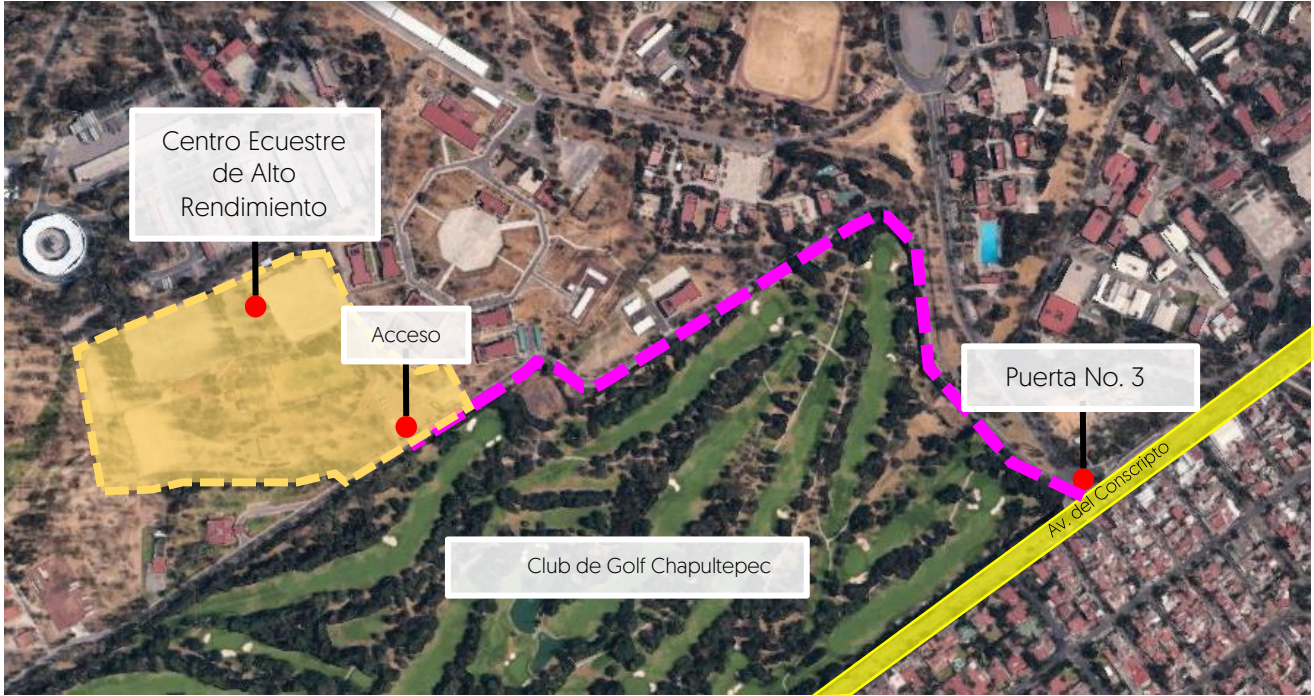 Centro Ecuestre
de Alto
Rendimiento
Acceso
Puerta No. 3
Av. del Conscripto
Club de Golf Chapultepec